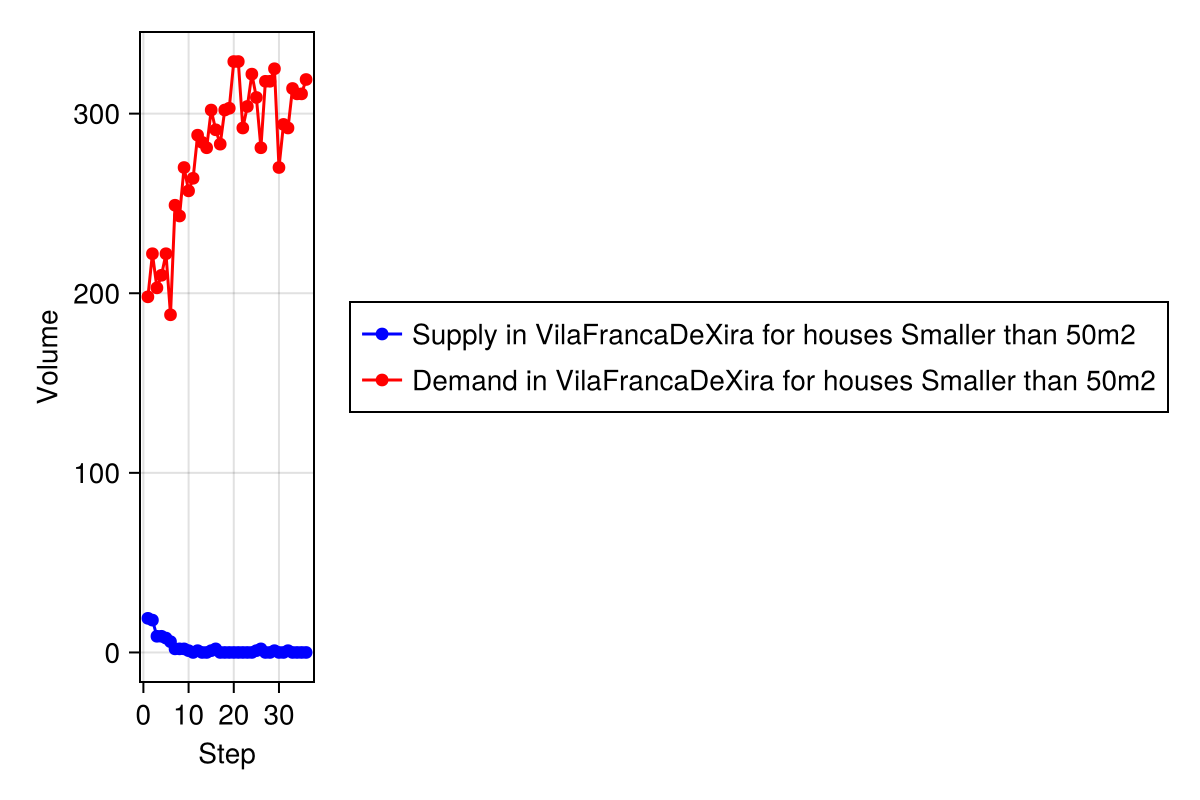 300
200
100
0
Volume
0 10 20 30
Step
Supply in VilaFrancaDeXira for houses Smaller than 50m2
Demand in VilaFrancaDeXira for houses Smaller than 50m2